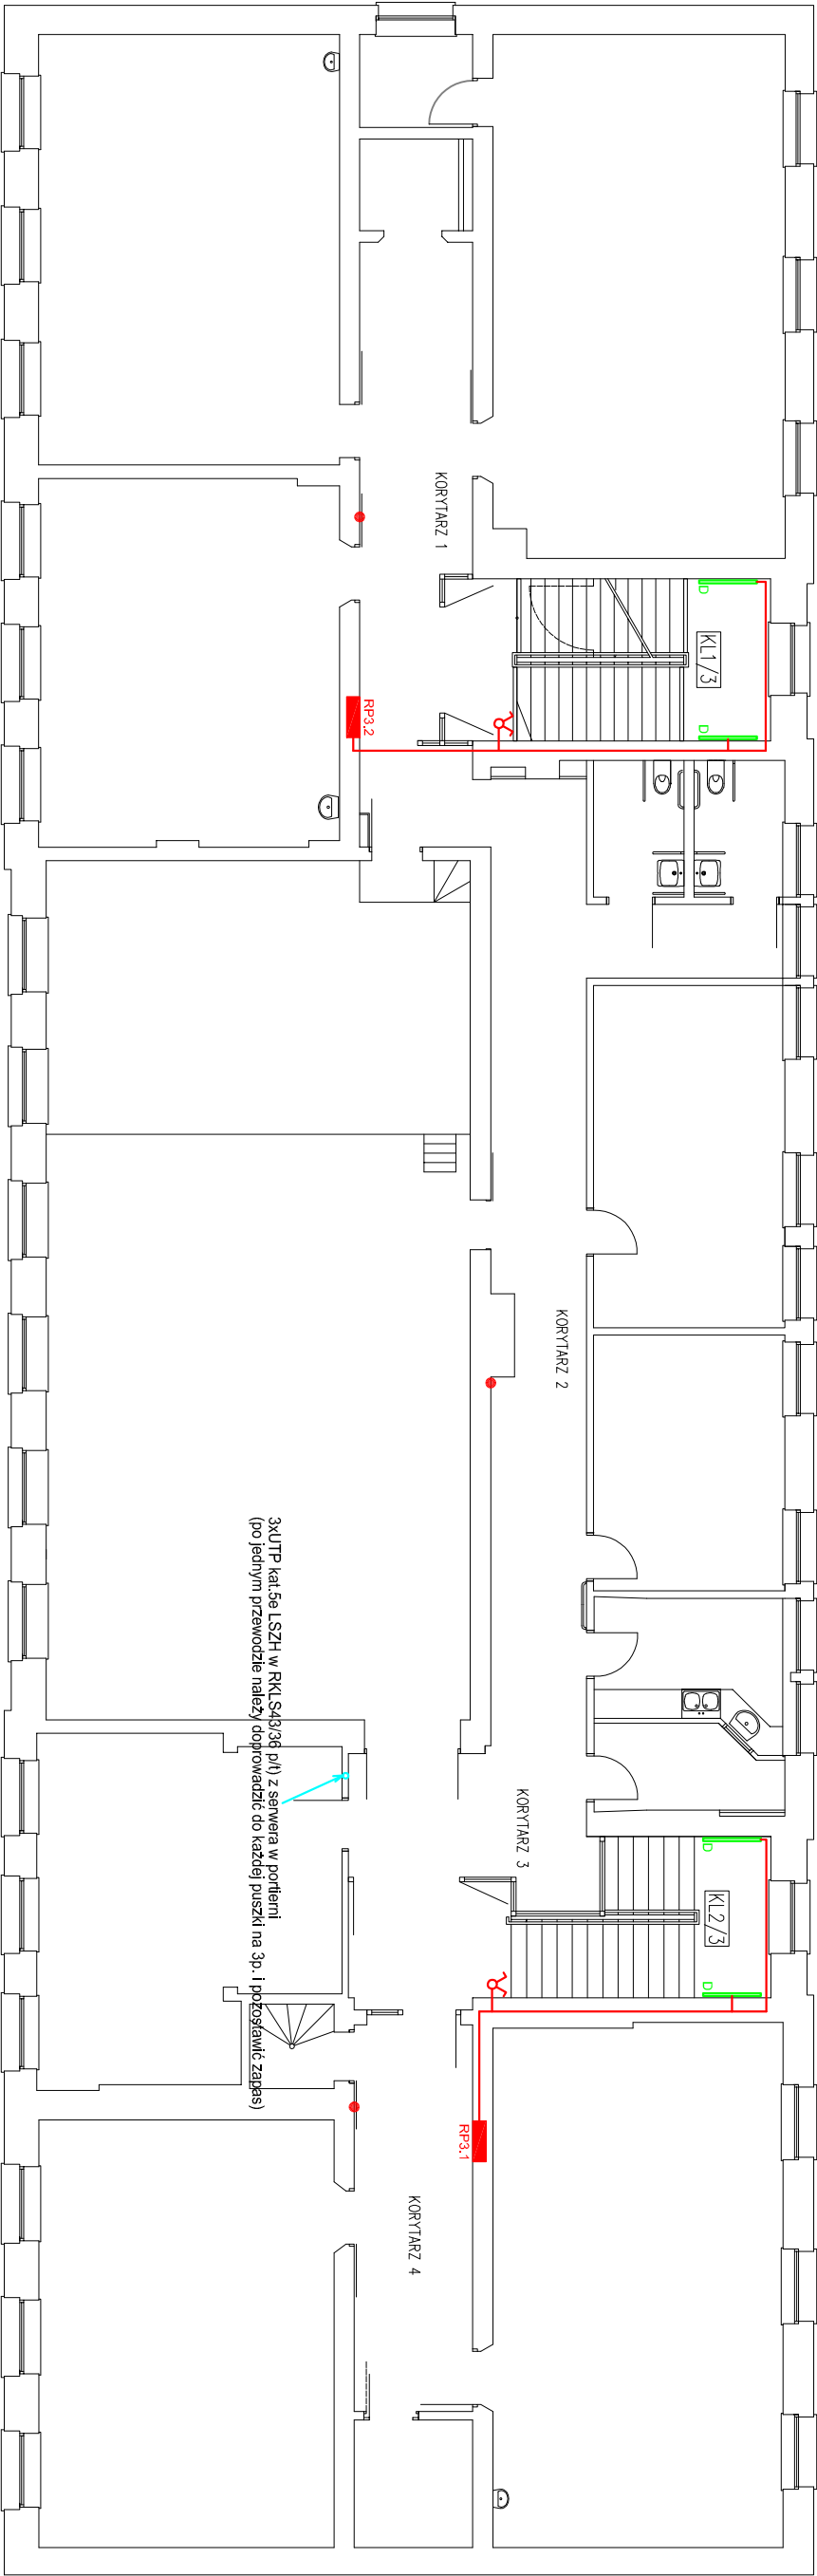 KORYTARZ 1
D
KL1/3
D
RP3.2
KORYTARZ 2
3xUTP kat.5e LSZH w RKLS43/36 p/t) z serwera w portierni
(po jednym przewodzie należy doprowadzić do każdej puszki na 3p. i pozostawić zapas)
KORYTARZ 3
D
KL2/3
D
RP3.1
KORYTARZ 4